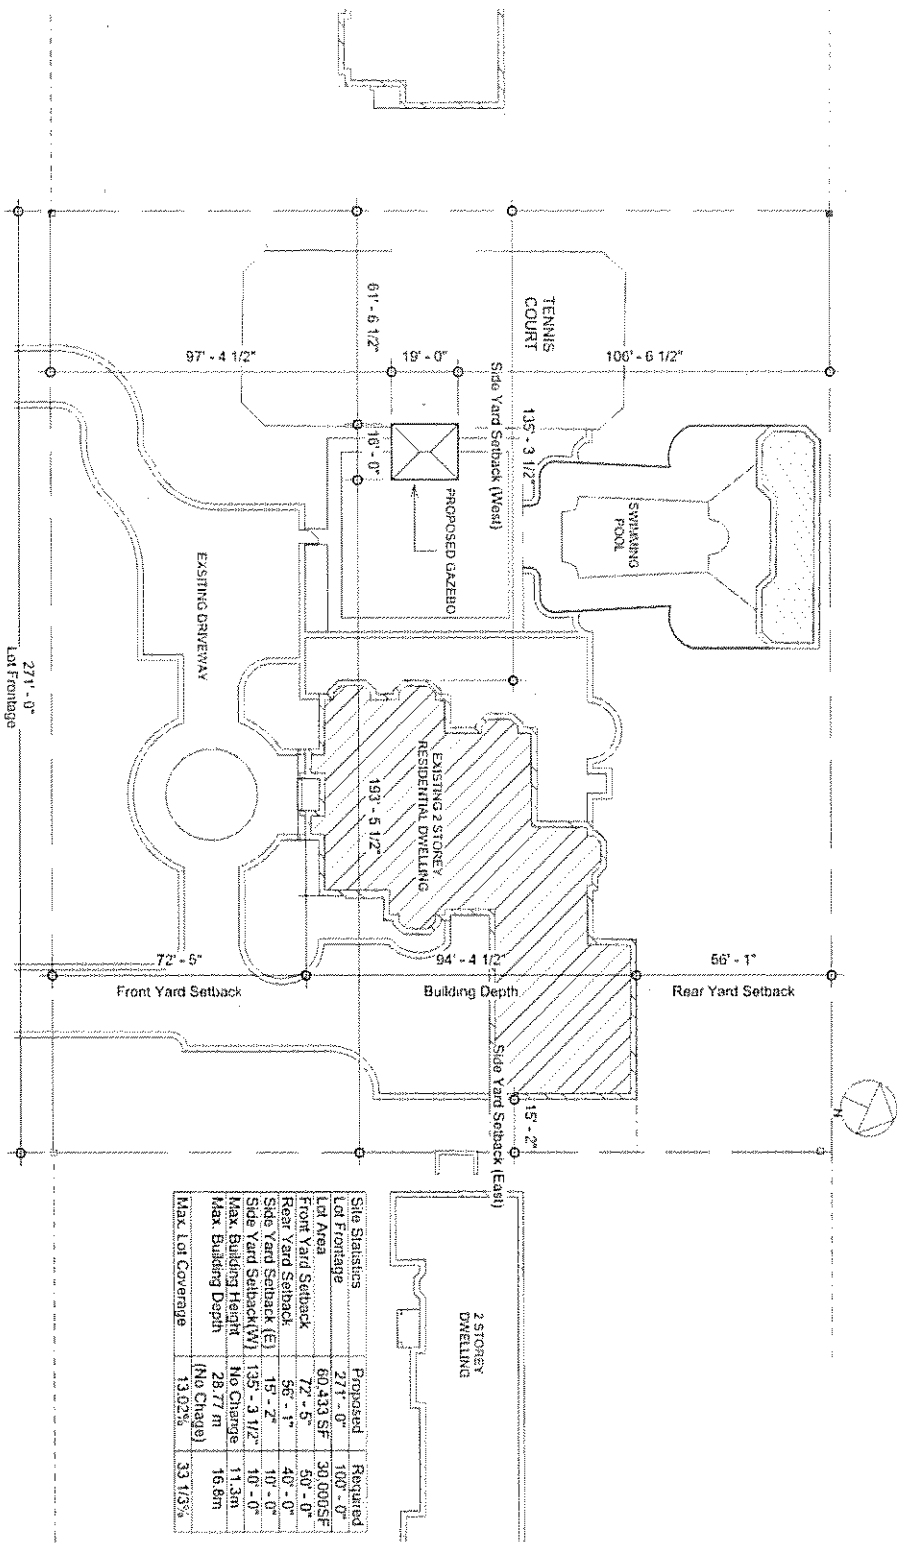 TENNIS
COURT
61' - 6 1/2"
97' - 4 1/2"
19' - 0"
106' - 6 1/2"
Side Yard Setback (West)
135' - 3 1/2"
16' - 0"
PROPOSED GAZEBO
SWIMMING
POOL
EXSITING DRIVEWAY
271' - 0"
Lot Frontage
EXISTING 2 STOREY
RESIDENTIAL DWELLING
193' - 5 1/2"
72' - 5"
Front Yard Setback
94' - 4 1/2"
Building Depth
56' - 1"
Rear Yard Setback
Side Yard Setback (East)
15' - 2"
N
2 STOREY
DWELLING
Site Statistics Proposed Required
Lot Frontage 271' - 0" 100' - 0"
Lot Area 60,433 SF 30,000SF
Front Yard Setback 72' - 5" 50' - 0"
Rear Yard Setback 56' - 1" 40' - 0"
Side Yard Setback (E) 15' - 2" 10' - 0"
Side Yard Setback(W) 135' - 3 1/2" 10' - 0"
Max. Building Height No Change 11.3m
Max. Building Depth 28.77 m 16.8m
(No Chage)
Max. Lot Coverage 13.02% 33 1/3%